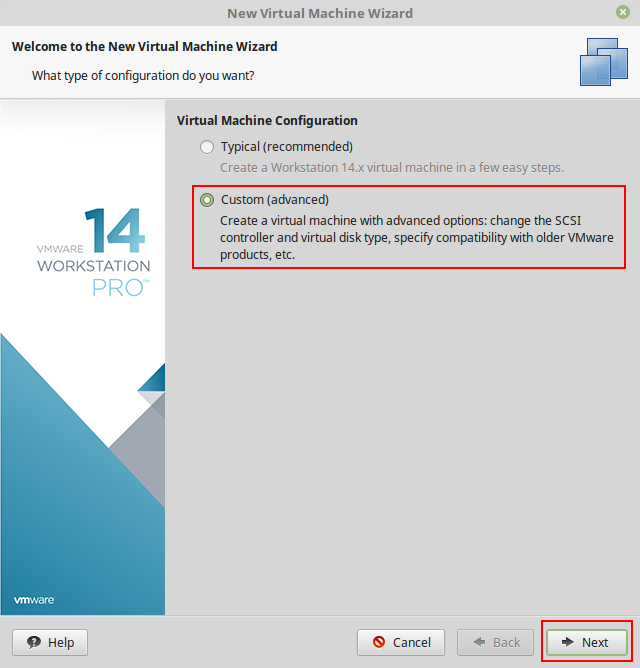 New Virtual Machine Wizard
Welcome to the New Virtual Machine Wizard
What type of configuration do you want?
Virtual Machine Configuration
Typical (recommended)
Create a Workstation 14.x virtual machine in a few easy steps.
Custom (advanced)
Create a virtual machine with advanced options: change the SCSI
controller and virtual disk type, specify compatibility with older VMware
products, etc.
VMWARE 14
WORKSTATION
PRO™
vmware
Help
Cancel
Back
Next